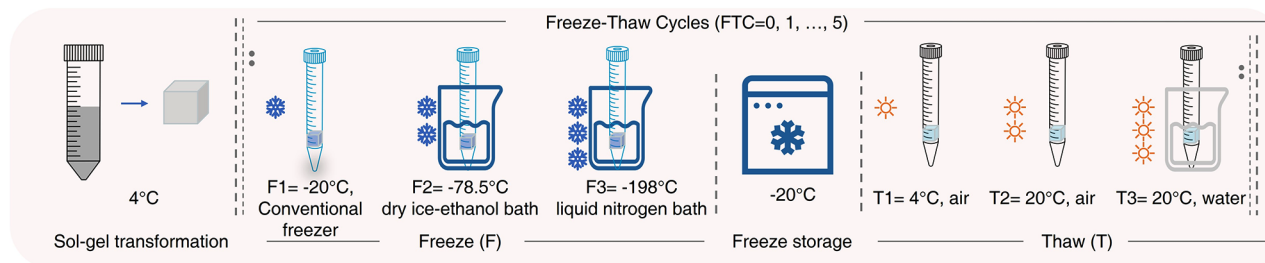 Freeze-Thaw Cycles (FTC=0, 1, …, 5)
4°C
F1= -20°C,
Conventional
freezer
F2= -78.5°C
dry ice-ethanol bath
F3= -198°C
liquid nitrogen bath
-20°C
T1= 4°C, air
T2= 20°C, air
T3= 20°C, water
Sol-gel transformation
Freeze (F)
Freeze storage
Thaw (T)